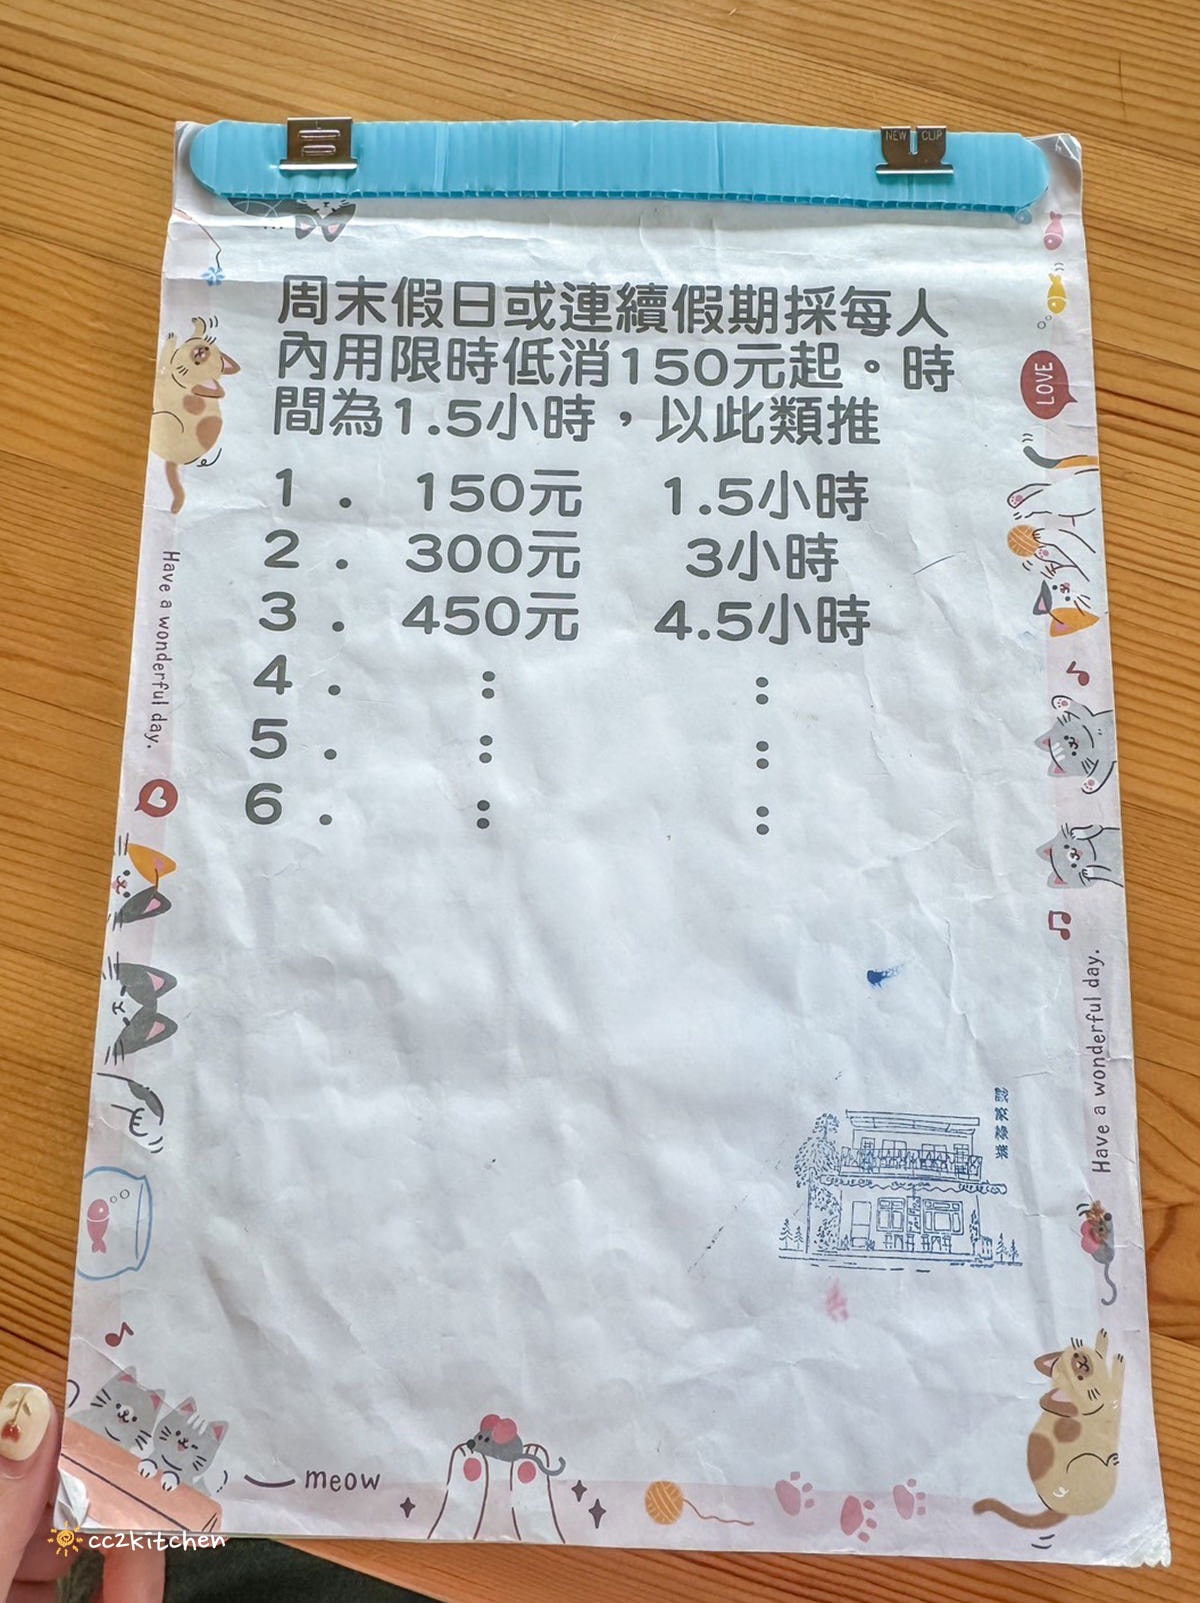 NEW CLIP
周末假日或連續假期採每人
內用限時低消150元起。時
間為1.5小時，以此類推
1. 150元 1.5小時
2. 300元 3小時
3. 450元 4.5小時
4. : :
5. : :
6. : :
LOVE
Have a wonderful day.
Have a wonderful day.
meow
cc2kitchen